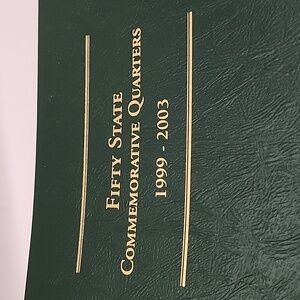 FIFTY STATE
COMMEMORATIVE QUARTERS
1999 - 2003